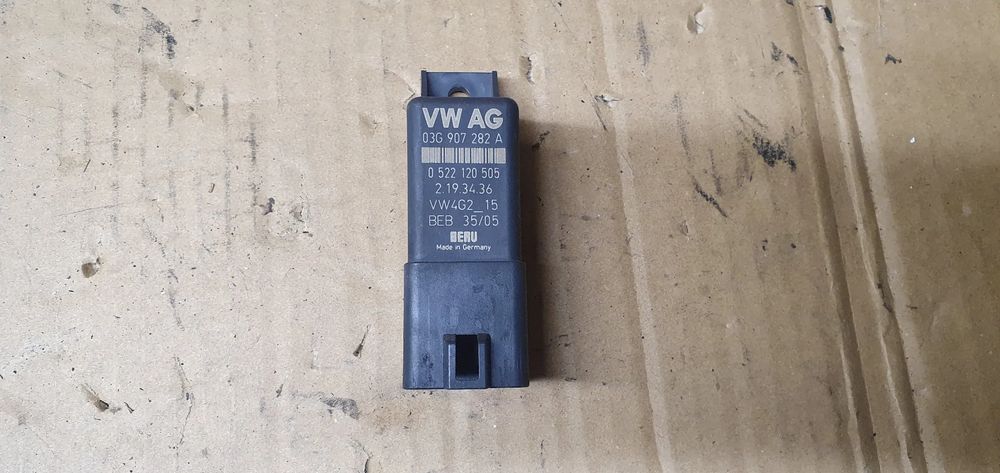 VW AG
03G 907 282 A
0 522 120 505
2.19.34.36
VW4G2_15
BEB 35/05
BERU
Made in Germany